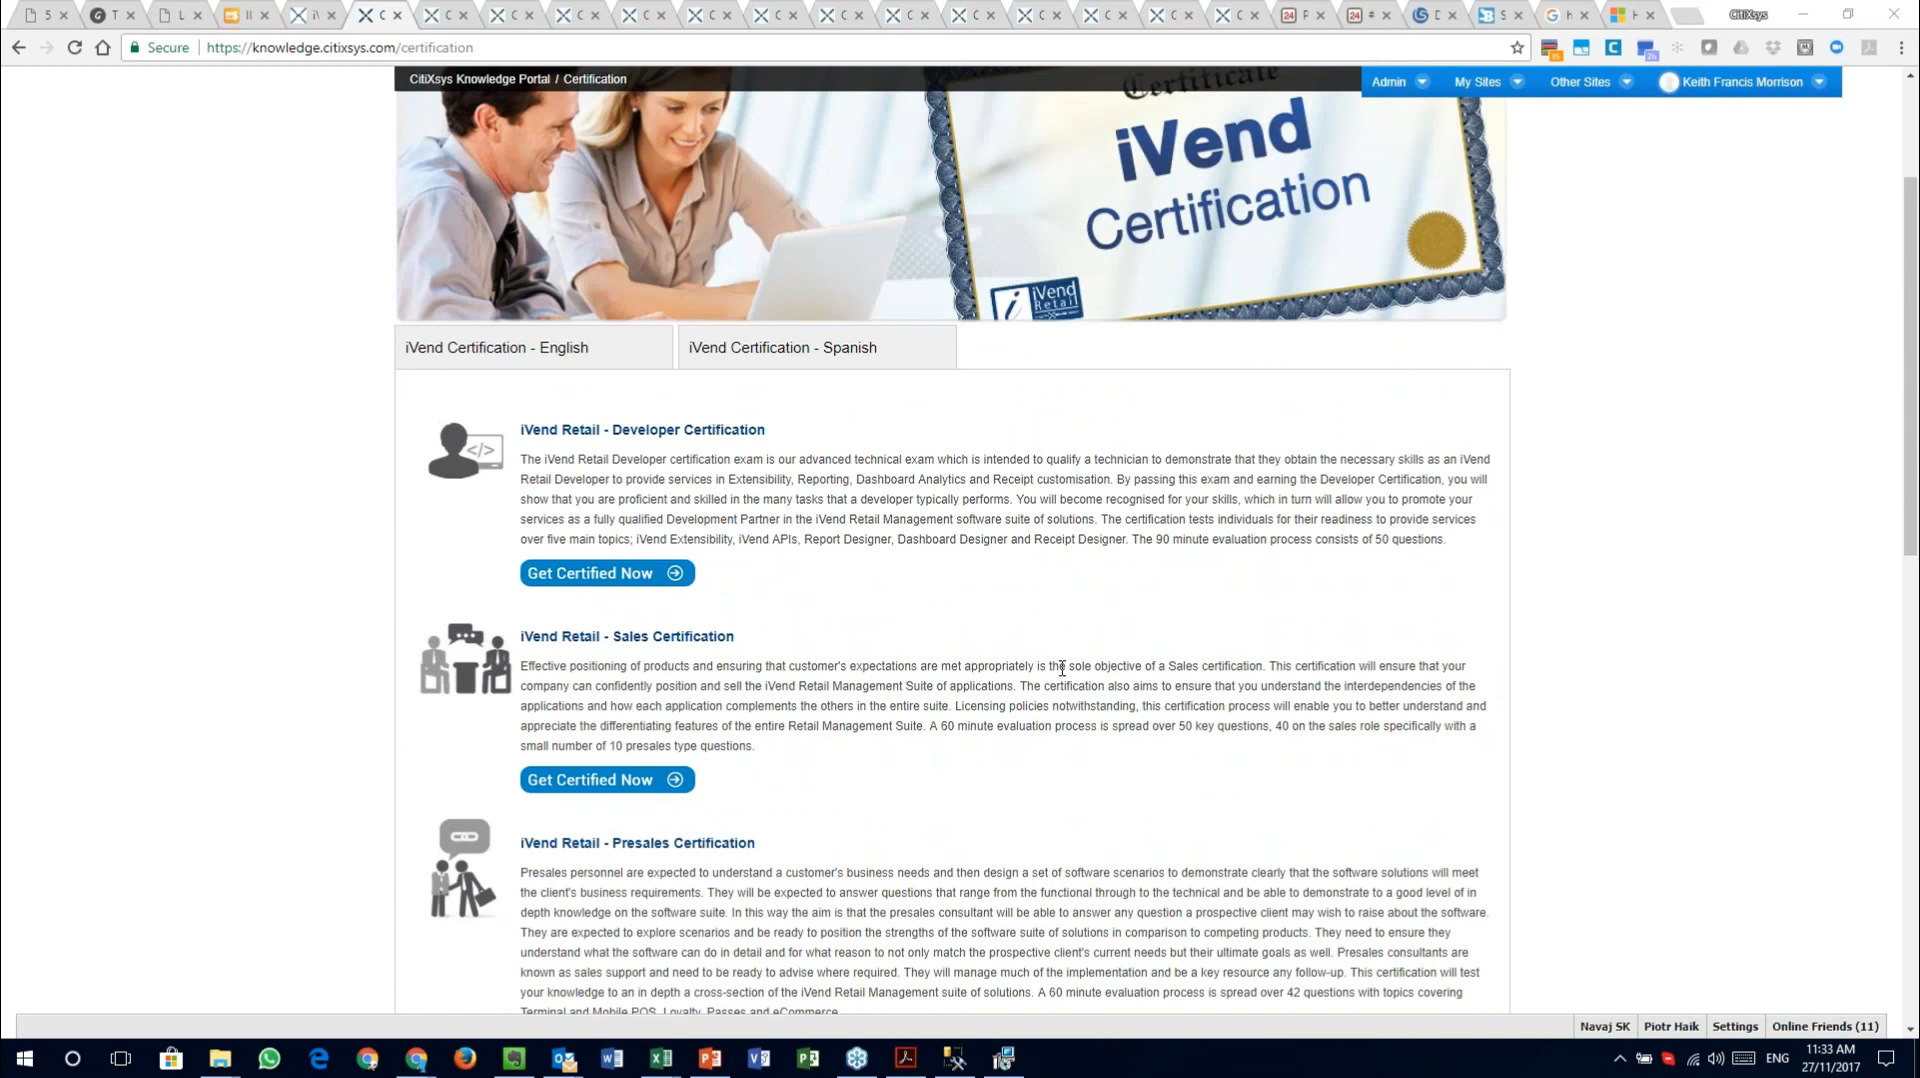 5
T
L
C
CitiXsys
Secure
https://knowledge.citixsys.com/certification
CitiXsys Knowledge Portal / Certification
Admin
My Sites
Other Sites
Keith Francis Morrison
Certificate
iVend
Certification
iVend
Retail
iVend Certification - English
iVend Certification - Spanish
iVend Retail - Developer Certification
The iVend Retail Developer certification exam is our advanced technical exam which is intended to qualify a technician to demonstrate that they obtain the necessary skills as an iVend
Retail Developer to provide services in Extensibility, Reporting, Dashboard Analytics and Receipt customisation. By passing this exam and earning the Developer Certification, you will
show that you are proficient and skilled in the many tasks that a developer typically performs. You will become recognised for your skills, which in turn will allow you to promote your
services as a fully qualified Development Partner in the iVend Retail Management software suite of solutions. The certification tests individuals for their readiness to provide services
over five main topics; iVend Extensibility, iVend APIs, Report Designer, Dashboard Designer and Receipt Designer. The 90 minute evaluation process consists of 50 questions.
Get Certified Now
iVend Retail - Sales Certification
Effective positioning of products and ensuring that customer's expectations are met appropriately is the sole objective of a Sales certification. This certification will ensure that your
company can confidently position and sell the iVend Retail Management Suite of applications. The certification also aims to ensure that you understand the interdependencies of the
applications and how each application complements the others in the entire suite. Licensing policies notwithstanding, this certification process will enable you to better understand and
appreciate the differentiating features of the entire Retail Management Suite. A 60 minute evaluation process is spread over 50 key questions, 40 on the sales role specifically with a
small number of 10 presales type questions.
Get Certified Now
iVend Retail - Presales Certification
Presales personnel are expected to understand a customer's business needs and then design a set of software scenarios to demonstrate clearly that the software solutions will meet
the client's business requirements. They will be expected to answer questions that range from the functional through to the technical and be able to demonstrate to a good level of in
depth knowledge on the software suite. In this way the aim is that the presales consultant will be able to answer any question a prospective client may wish to raise about the software.
They are expected to explore scenarios and be ready to position the strengths of the software suite of solutions in comparison to competing products. They need to ensure they
understand what the software can do in detail and for what reason to not only match the prospective client's current needs but their ultimate goals as well. Presales consultants are
known as sales support and need to be ready to advise where required. They will manage much of the implementation and be a key resource any follow-up. This certification will test
your knowledge to an in depth a cross-section of the iVend Retail Management suite of solutions. A 60 minute evaluation process is spread over 42 questions with topics covering
Terminal and Mobile POS, Loyalty, Passes and eCommerce
Navaj SK
Piotr Haik
Settings
Online Friends (11)
ENG
11:33 AM
27/11/2017